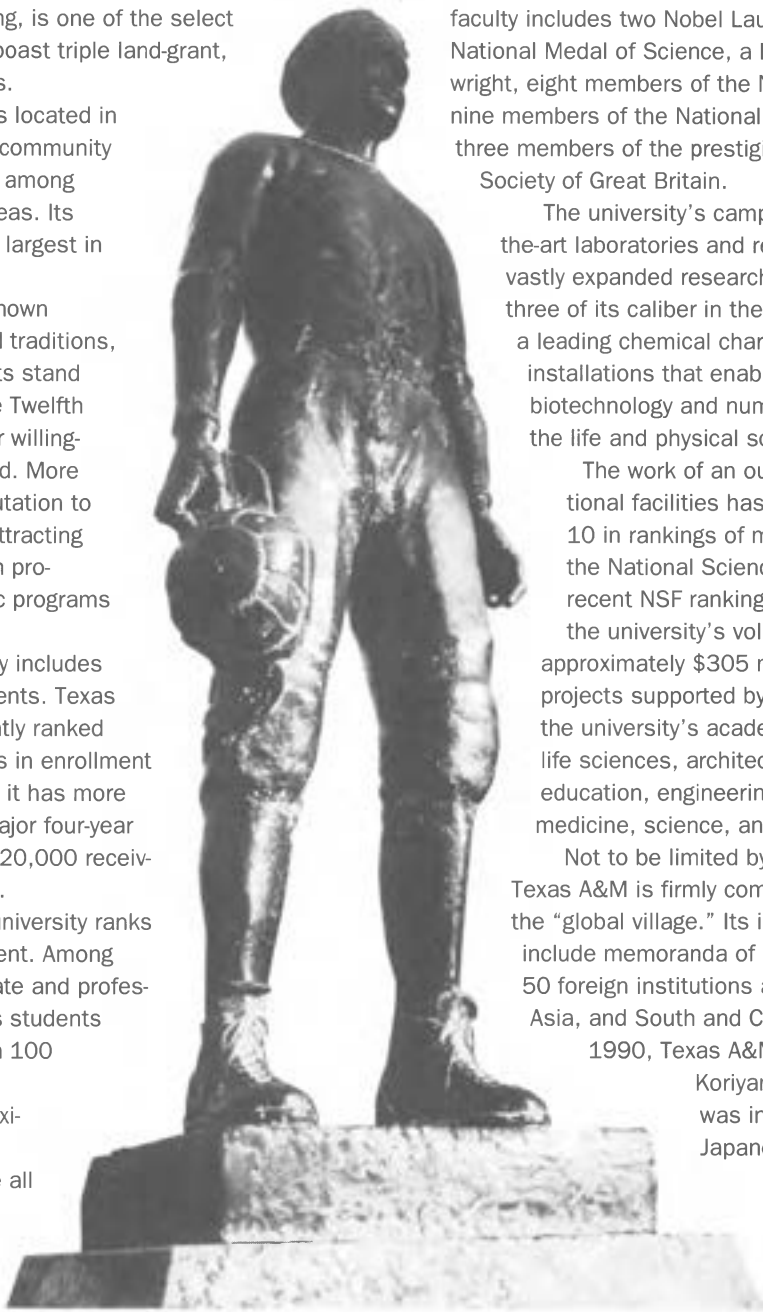 ng, is one of the select
boast triple land-grant,
s.
s located in
community
among
eas. Its
largest in
nown
d traditions,
ts stand
e Twelfth
r willing-
d. More
utation to
ttracting
n pro-
c programs
y includes
ents. Texas
ntly ranked
s in enrollment
it has more
ajor four-year
20,000 receiv-
.
university ranks
ent. Among
ate and profes-
s students
n 100
xi-
e all
faculty includes two Nobel Lau
National Medal of Science, a
wright, eight members of the N
nine members of the National
three members of the prestigi
Society of Great Britain.
The university's camp
the-art laboratories and re
vastly expanded research
three of its caliber in the
a leading chemical char
installations that enab
biotechnology and num
the life and physical sc
The work of an ou
tional facilities has
10 in rankings of m
the National Scienc
recent NSF ranking
the university's vol
approximately $305 m
projects supported by
the university's acade
life sciences, architec
education, engineerin
medicine, science, an
Not to be limited by
Texas A&M is firmly com
the “global village.” Its i
include memoranda of
50 foreign institutions a
Asia, and South and C
1990, Texas A&M
Koriyan
was in
Japane